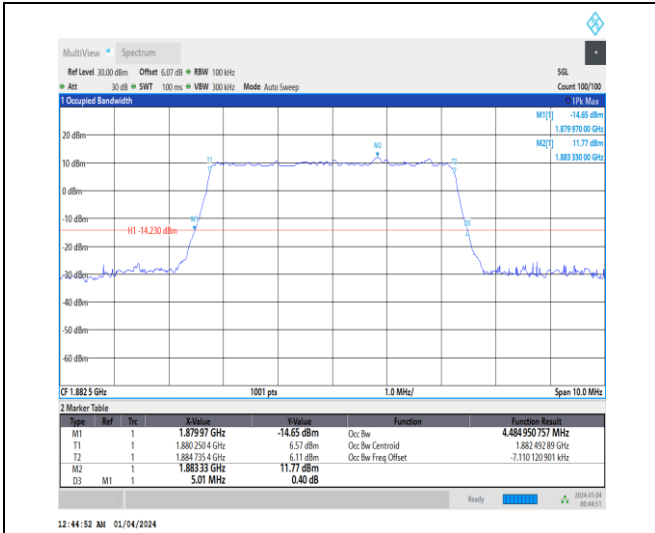 MultiView Spectrum
Ref Level 30.00 dBm Offset 6.07 dB RBW 100 kHz SGL
Att 30 dB SWT 100 ms VBW 300 kHz Mode Auto Sweep Count 100/100
1 Occupied Bandwidth 1Pk Max
M1[1] -14.65 dBm
1.879 970 00 GHz
M2[1] 11.77 dBm
1.883 330 00 GHz
20 dBm
M2
T1 T2
10 dBm
0 dBm
-10 dBm
M1 D3
H1 -14.230 dBm
-20 dBm
-30 dBm
-40 dBm
-50 dBm
-60 dBm
CF 1.882 5 GHz 1001 pts 1.0 MHz/ Span 10.0 MHz
2 Marker Table
Type Ref Trc X-Value Y-Value Function Function Result
M1 1 1.879 97 GHz -14.65 dBm Occ Bw 4.484 950 757 MHz
T1 1 1.880 250 4 GHz 6.57 dBm Occ Bw Centroid 1.882 492 89 GHz
T2 1 1.884 735 4 GHz 6.11 dBm Occ Bw Freq Offset -7.110 120 901 kHz
M2 1 1.883 33 GHz 11.77 dBm
D3 M1 1 5.01 MHz 0.40 dB
Ready 2024-01-04
00:44:51
12:44:52 AM 01/04/2024